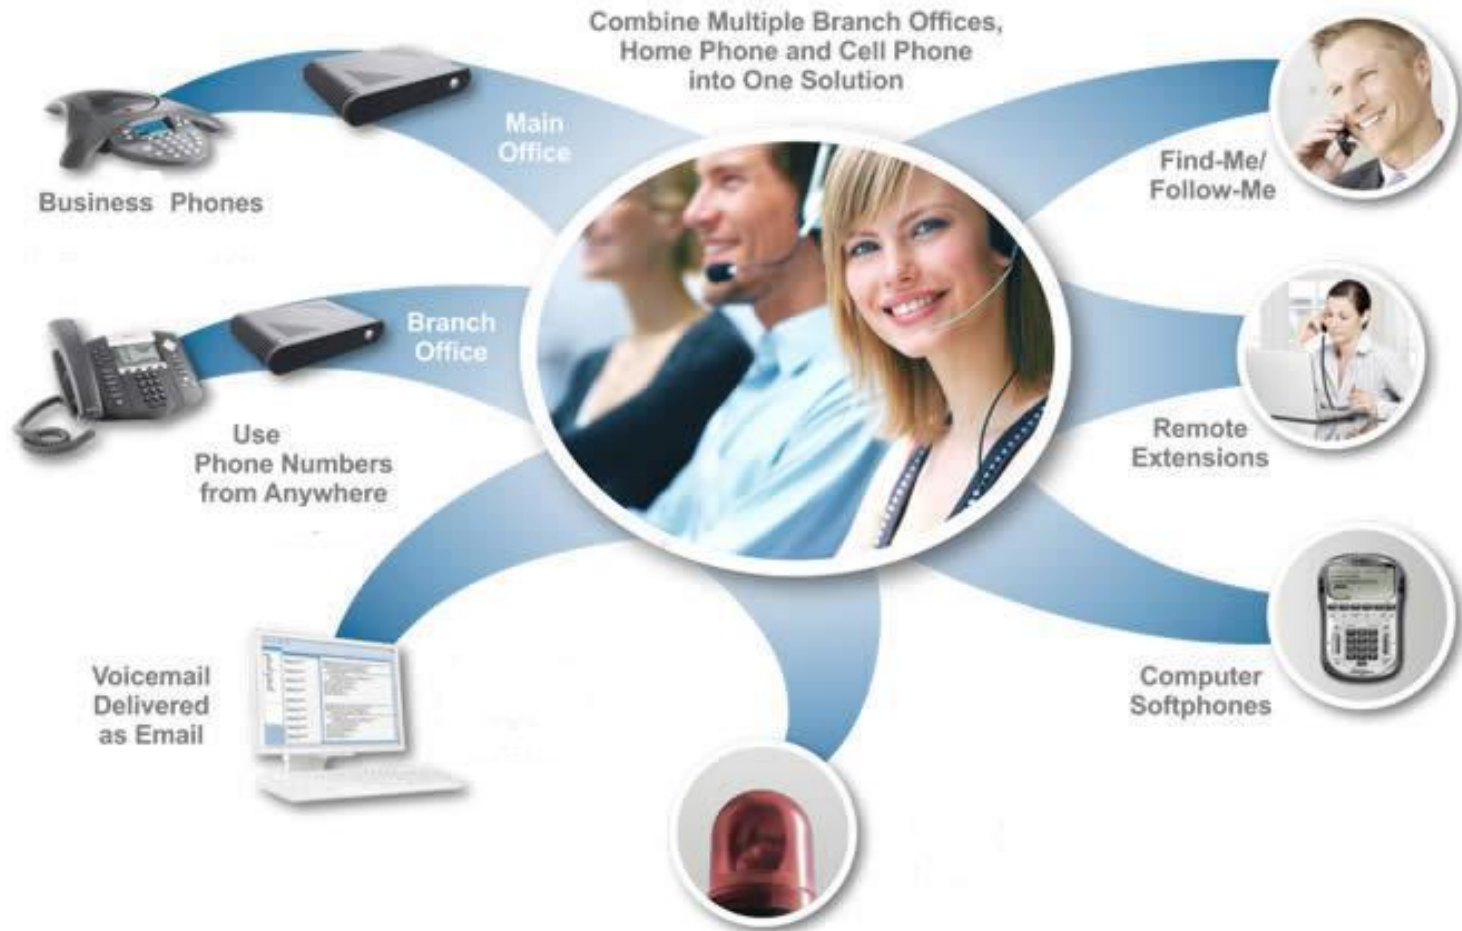 Combine Multiple Branch Offices,
Home Phone and Cell Phone
into One Solution
Main
Office
Business Phones
Find-Me/
Follow-Me
Branch
Office
Use
Phone Numbers
from Anywhere
Remote
Extensions
Voicemail
Delivered
as Email
Computer
Softphones